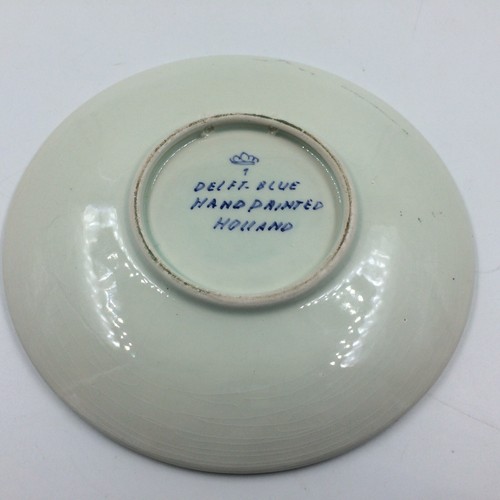 1
DELFT-BLUE
HAND PAINTED
HOLLAND